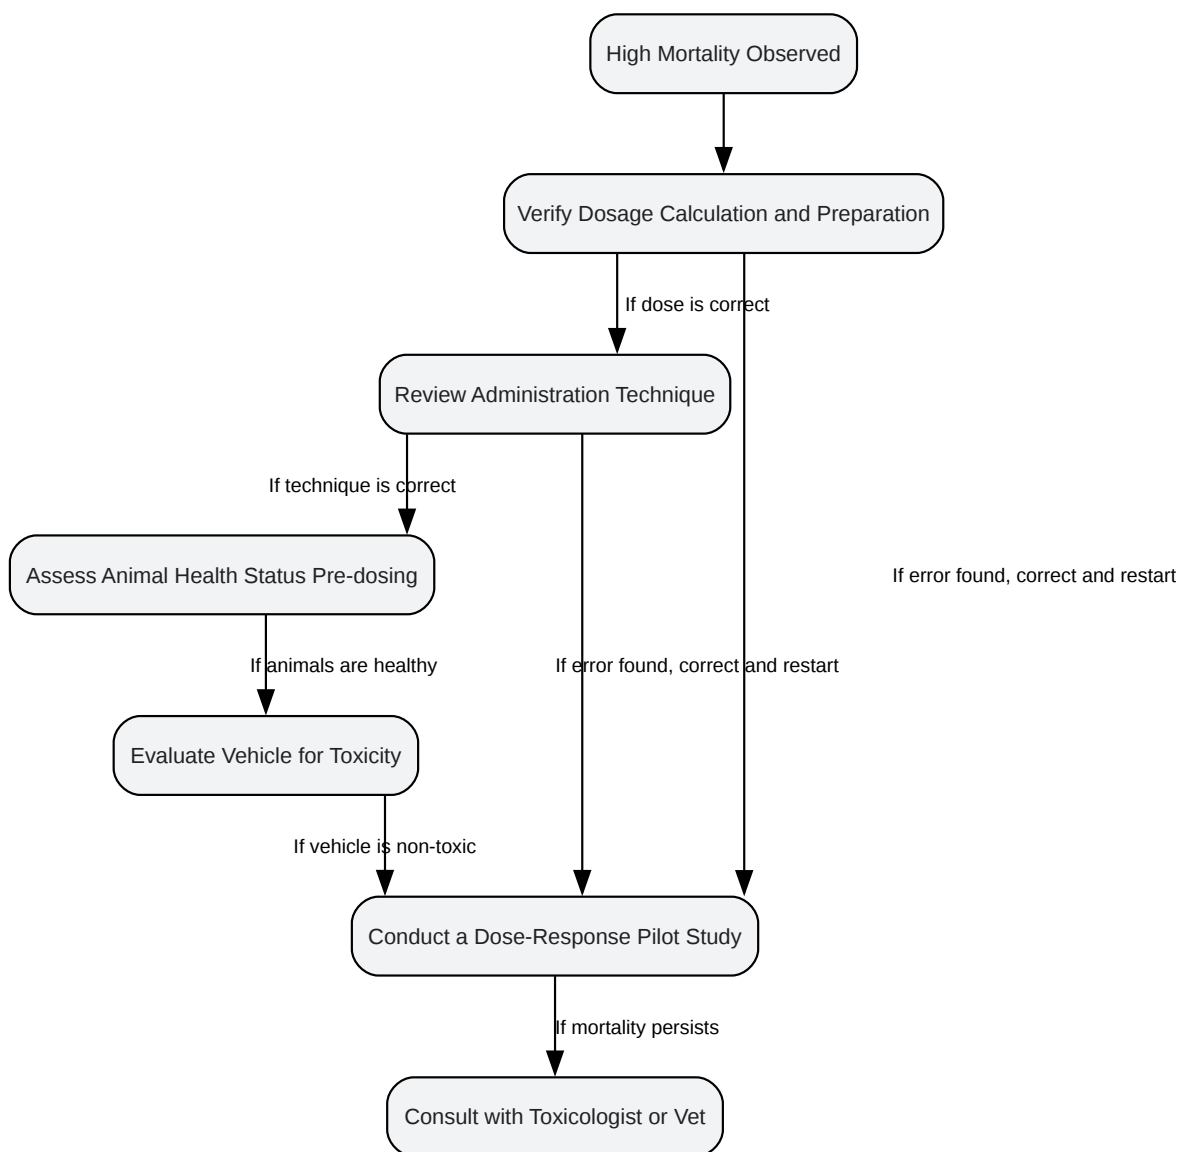 High Mortality Observed
Verify Dosage Calculation and Preparation
If dose is correct
Review Administration Technique
If technique is correct
Assess Animal Health Status Pre-dosing
If error found, correct and restart
If animals are healthy
If error found, correct and restart
Evaluate Vehicle for Toxicity
If vehicle is non-toxic
Conduct a Dose-Response Pilot Study
If mortality persists
Consult with Toxicologist or Vet